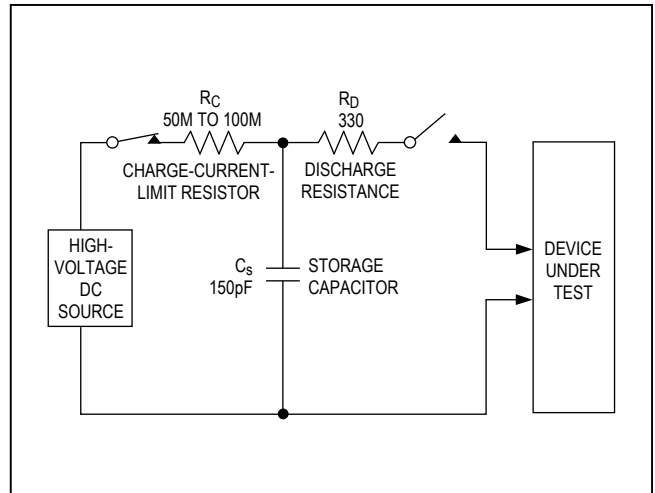 RC
50M TO 100M
CHARGE-CURRENT-
LIMIT RESISTOR
RD
330
DISCHARGE
RESISTANCE
HIGH-
VOLTAGE
DC
SOURCE
Cs
150pF
STORAGE
CAPACITOR
DEVICE
UNDER
TEST